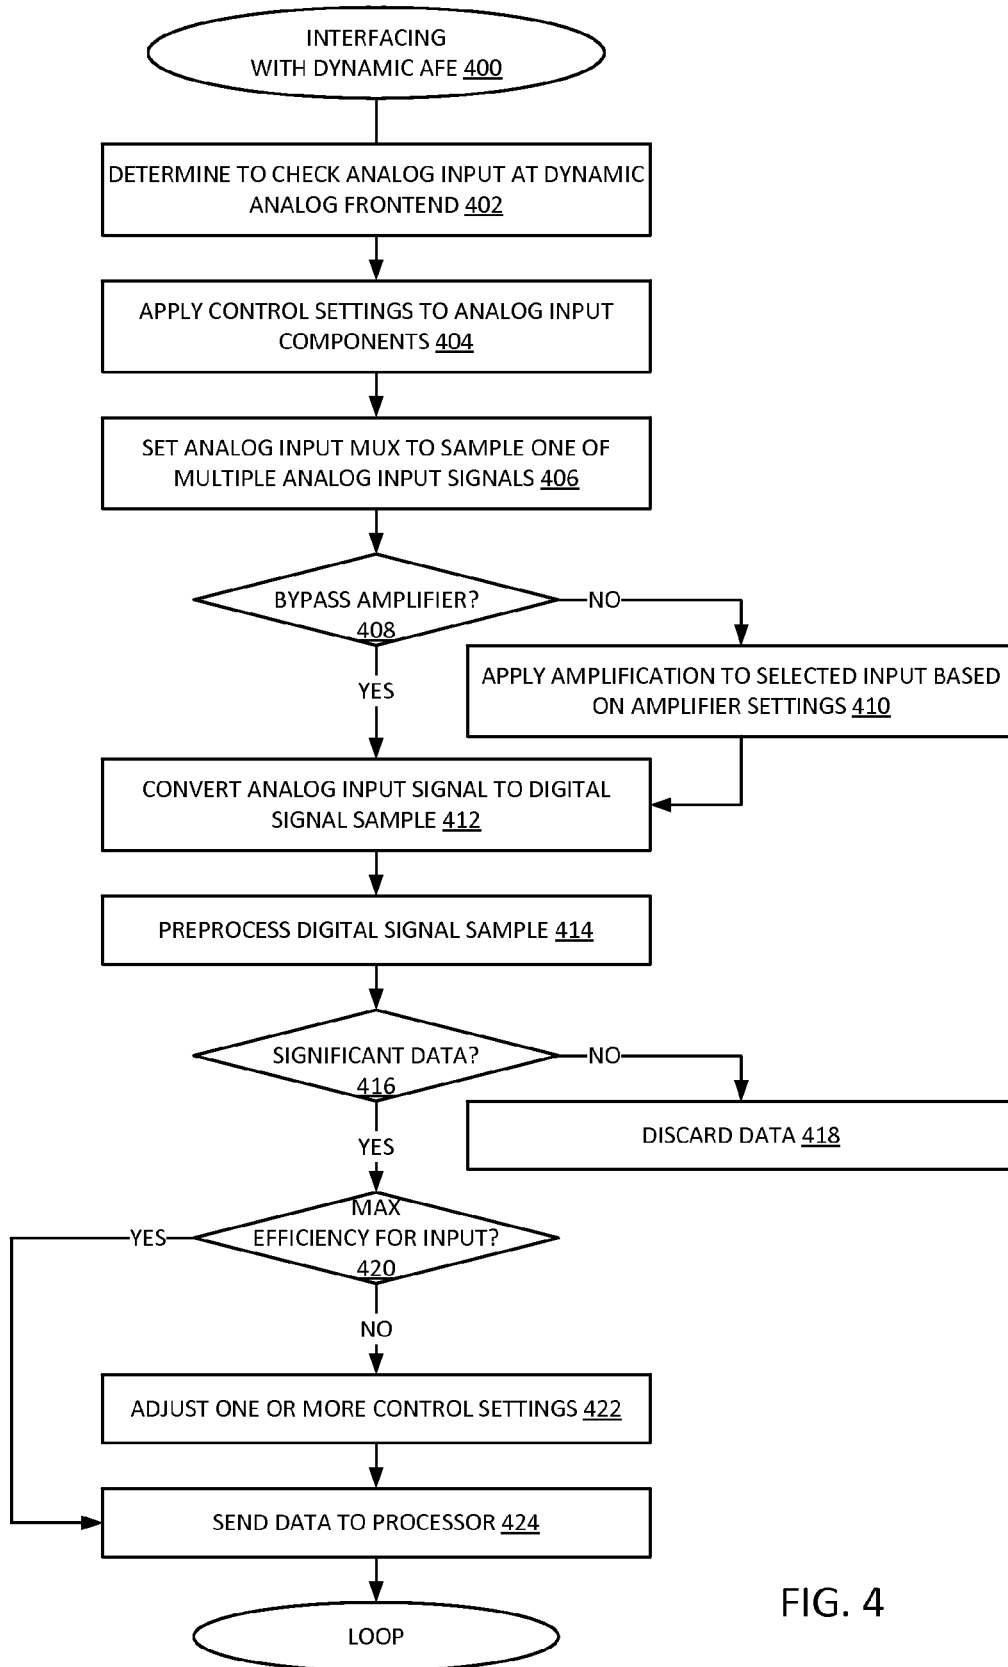 INTERFACING
WITH DYNAMIC AFE 400
DETERMINE TO CHECK ANALOG INPUT AT DYNAMIC
ANALOG FRONTEND 402
APPLY CONTROL SETTINGS TO ANALOG INPUT
COMPONENTS 404
SET ANALOG INPUT MUX TO SAMPLE ONE OF
MULTIPLE ANALOG INPUT SIGNALS 406
BYPASS AMPLIFIER?
408
NO
YES
APPLY AMPLIFICATION TO SELECTED INPUT BASED
ON AMPLIFIER SETTINGS 410
CONVERT ANALOG INPUT SIGNAL TO DIGITAL
SIGNAL SAMPLE 412
PREPROCESS DIGITAL SIGNAL SAMPLE 414
SIGNIFICANT DATA?
416
NO
YES
DISCARD DATA 418
MAX
EFFICIENCY FOR INPUT?
420
YES
NO
ADJUST ONE OR MORE CONTROL SETTINGS 422
SEND DATA TO PROCESSOR 424
LOOP
FIG. 4